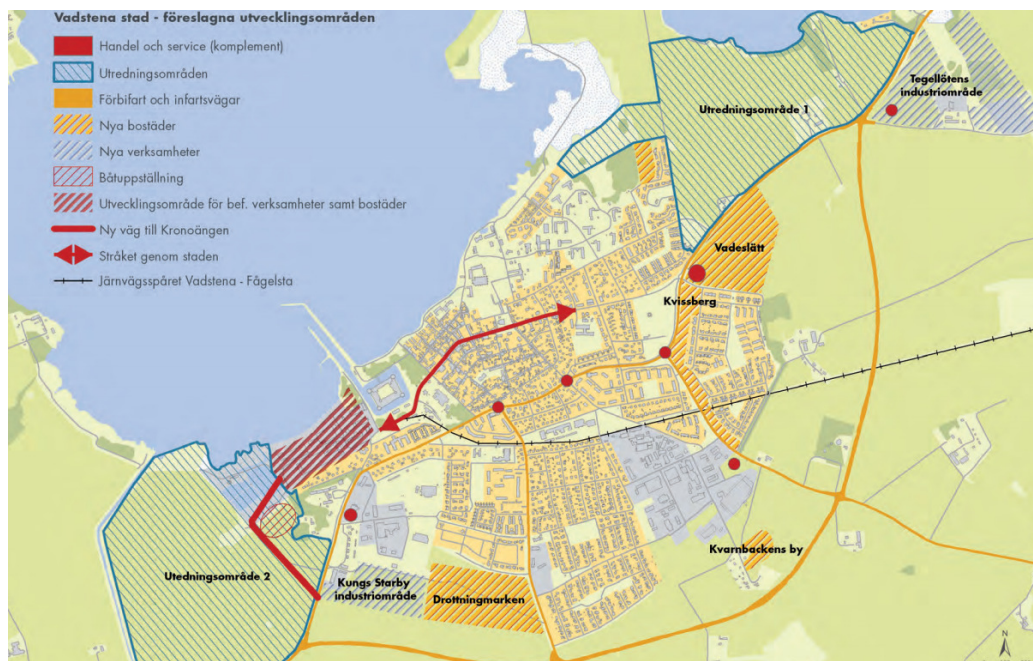 Vadstena stad - föreslagna utvecklingsområden
Handel och service (komplement)
Utredningsområden
Förbifart och infartsvägar
Nya bostäder
Nya verksamheter
Båtuppställning
Utvecklingsområde för bef. verksamheter samt bostäder
Ny väg till Kronoängen
Stråket genom staden
Järnvägsspåret Vadstena - Fågelsta
Tegellötens
industriområde
Utredningsområde 1
Vadeslätt
Kvissberg
Kvarnbackens by
Utedningsområde 2
Kungs Starby
industriområde
Drottningmarken
N